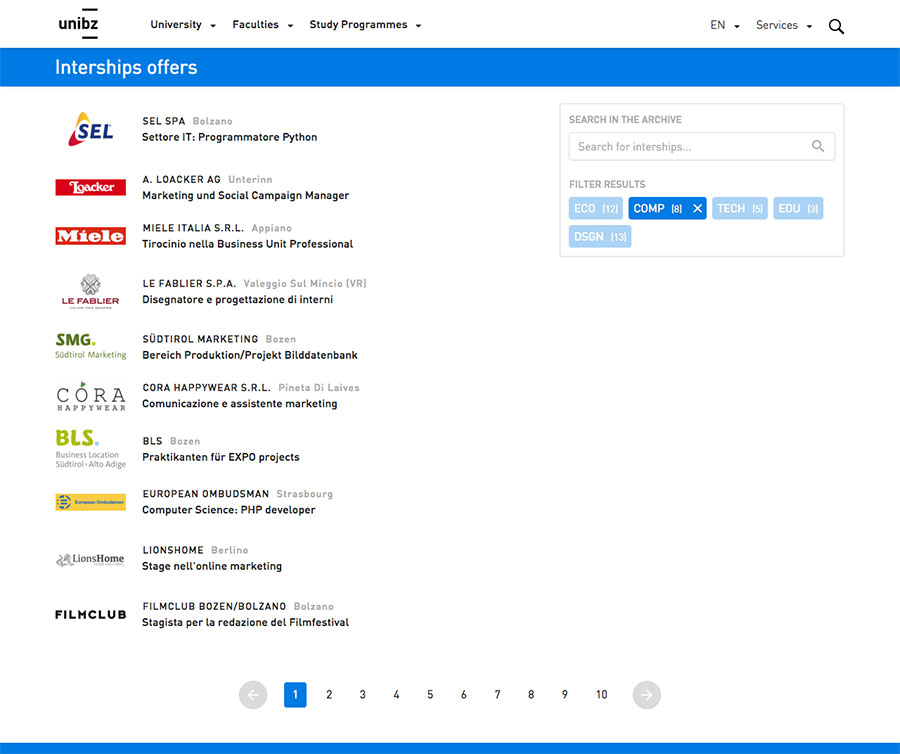 unibz
University
Faculties
Study Programmes
EN
Services
Interships offers
SEL
SEL SPA Bolzano
Settore IT: Programmatore Python
Loacker
A. LOACKER AG Unterinn
Marketing und Social Campaign Manager
Miele
MIELE ITALIA S.R.L. Appiano
Tirocinio nella Business Unit Professional
LE FABLIER
VALORI PER SEMPRE
LE FABLIER S.P.A. Valeggio Sul Mincio (VR)
Disegnatore e progettazione di interni
SMG.
Südtirol Marketing
SÜDTIROL MARKETING Bozen
Bereich Produktion/Projekt Bilddatenbank
CÓRA
HAPPYWEAR
CORA HAPPYWEAR S.R.L. Pineta Di Laives
Comunicazione e assistente marketing
BLS.
Business Location
Südtirol · Alto Adige
BLS Bozen
Praktikanten für EXPO projects
European Ombudsman
EUROPEAN OMBUDSMAN Strasbourg
Computer Science: PHP developer
LionsHome
LIONSHOME Berlino
Stage nell'online marketing
FILMCLUB
FILMCLUB BOZEN/BOLZANO Bolzano
Stagista per la redazione del Filmfestival
SEARCH IN THE ARCHIVE
Search for interships...
FILTER RESULTS
ECO (12) COMP (8) X TECH (5) EDU (3)
DSGN (13)
← 1 2 3 4 5 6 7 8 9 10 →